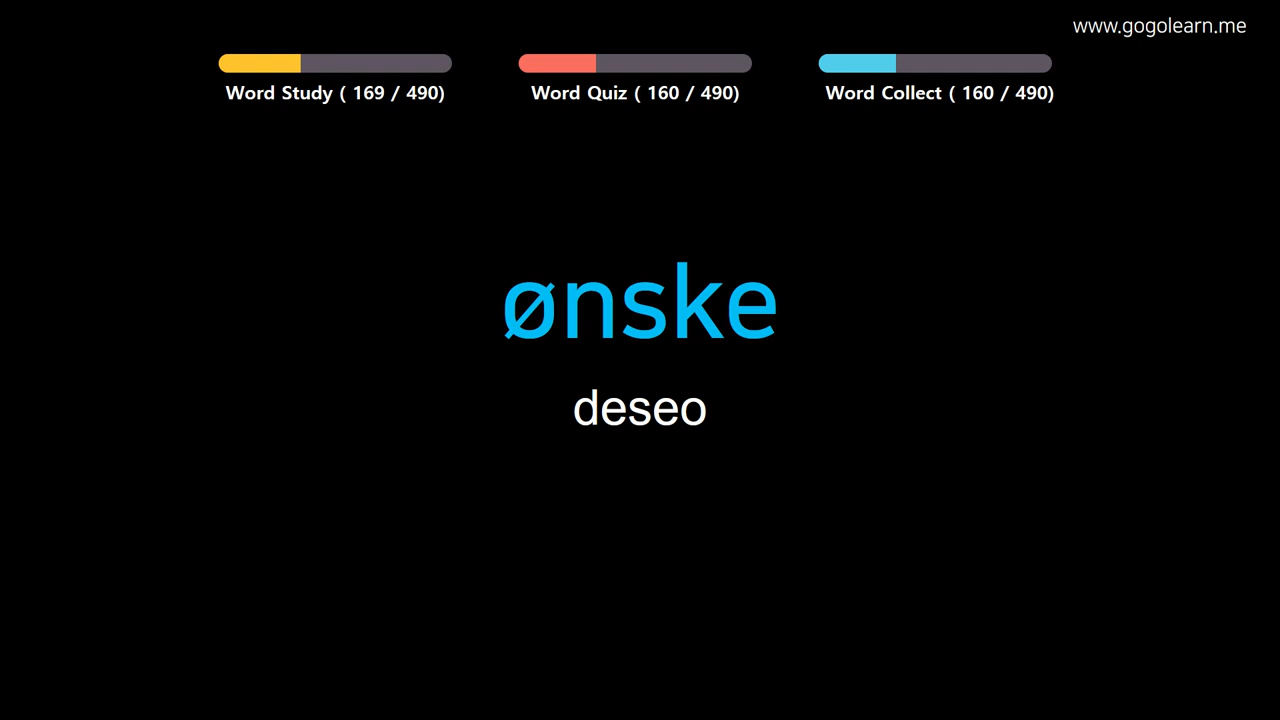 www.gogolearn.me
Word Study ( 169 / 490)
Word Quiz ( 160 / 490)
Word Collect ( 160 / 490)
ønske
deseo